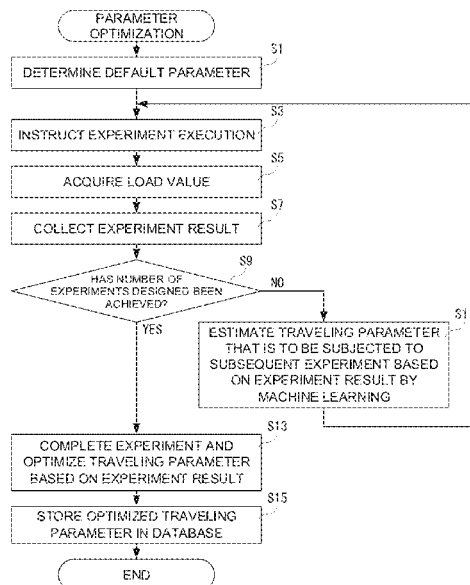 PARAMETER
OPTIMIZATION
S1
DETERMINE DEFAULT PARAMETER
S3
INSTRUCT EXPERIMENT EXECUTION
S5
ACQUIRE LOAD VALUE
S7
COLLECT EXPERIMENT RESULT
S9
HAS NUMBER OF
EXPERIMENTS DESIGNED BEEN
ACHIEVED?
NO
YES
S1
ESTIMATE TRAVELING PARAMETER
THAT IS TO BE SUBJECTED TO
SUBSEQUENT EXPERIMENT BASED
ON EXPERIMENT RESULT BY
MACHINE LEARNING
S13
COMPLETE EXPERIMENT AND
OPTIMIZE TRAVELING PARAMETER
BASED ON EXPERIMENT RESULT
S15
STORE OPTIMIZED TRAVELING
PARAMETER IN DATABASE
END